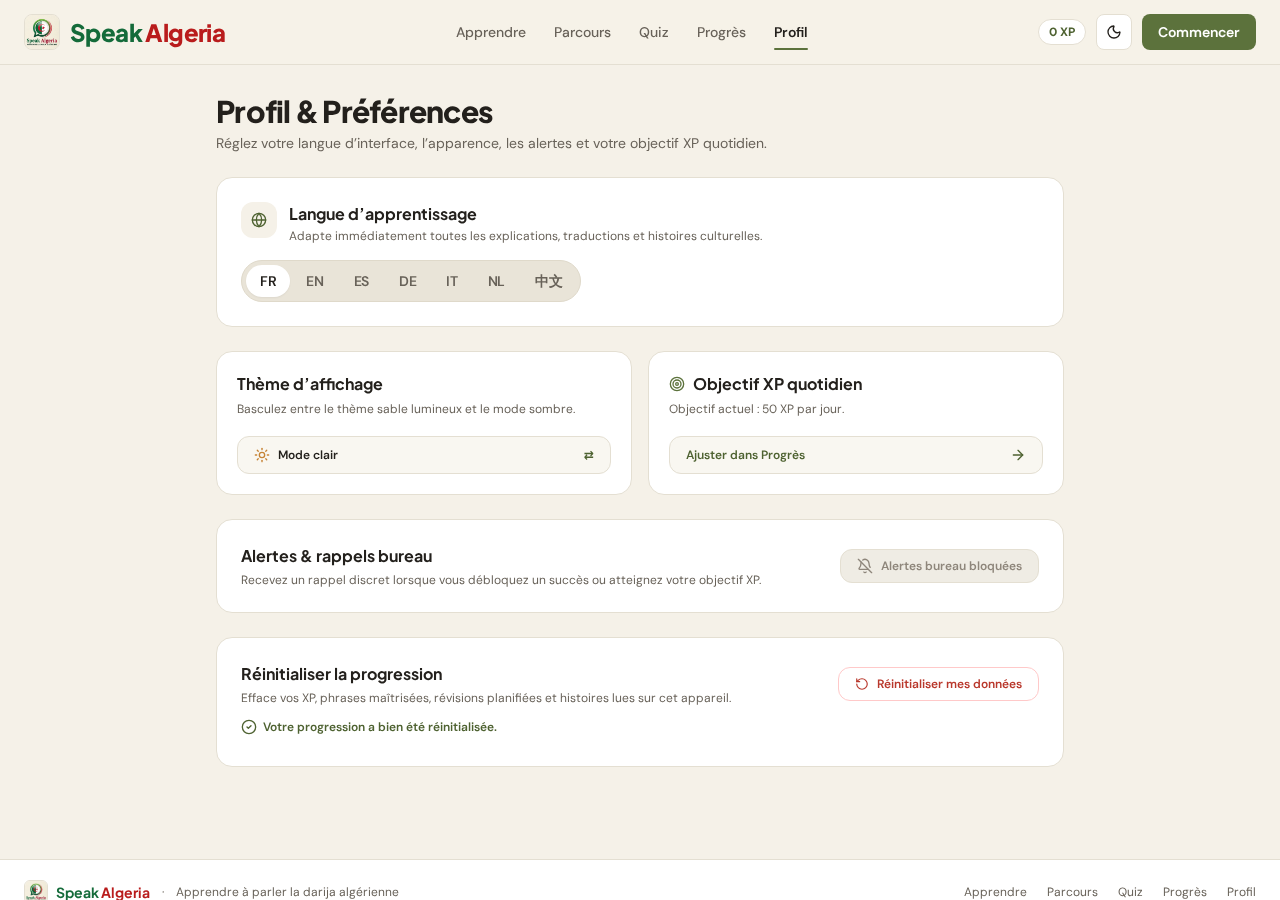 Speak Algeria
Apprendre
Parcours
Quiz
Progrès
Profil
0 XP
Commencer
Profil & Préférences
Réglez votre langue d’interface, l’apparence, les alertes et votre objectif XP quotidien.
Langue d’apprentissage
Adapte immédiatement toutes les explications, traductions et histoires culturelles.
FR
EN
ES
DE
IT
NL
中文
Thème d’affichage
Basculez entre le thème sable lumineux et le mode sombre.
Mode clair
Objectif XP quotidien
Objectif actuel : 50 XP par jour.
Ajuster dans Progrès
Alertes & rappels bureau
Recevez un rappel discret lorsque vous débloquez un succès ou atteignez votre objectif XP.
Alertes bureau bloquées
Réinitialiser la progression
Efface vos XP, phrases maîtrisées, révisions planifiées et histoires lues sur cet appareil.
Réinitialiser mes données
Votre progression a bien été réinitialisée.
Speak Algeria · Apprendre à parler la darija algérienne
Apprendre
Parcours
Quiz
Progrès
Profil